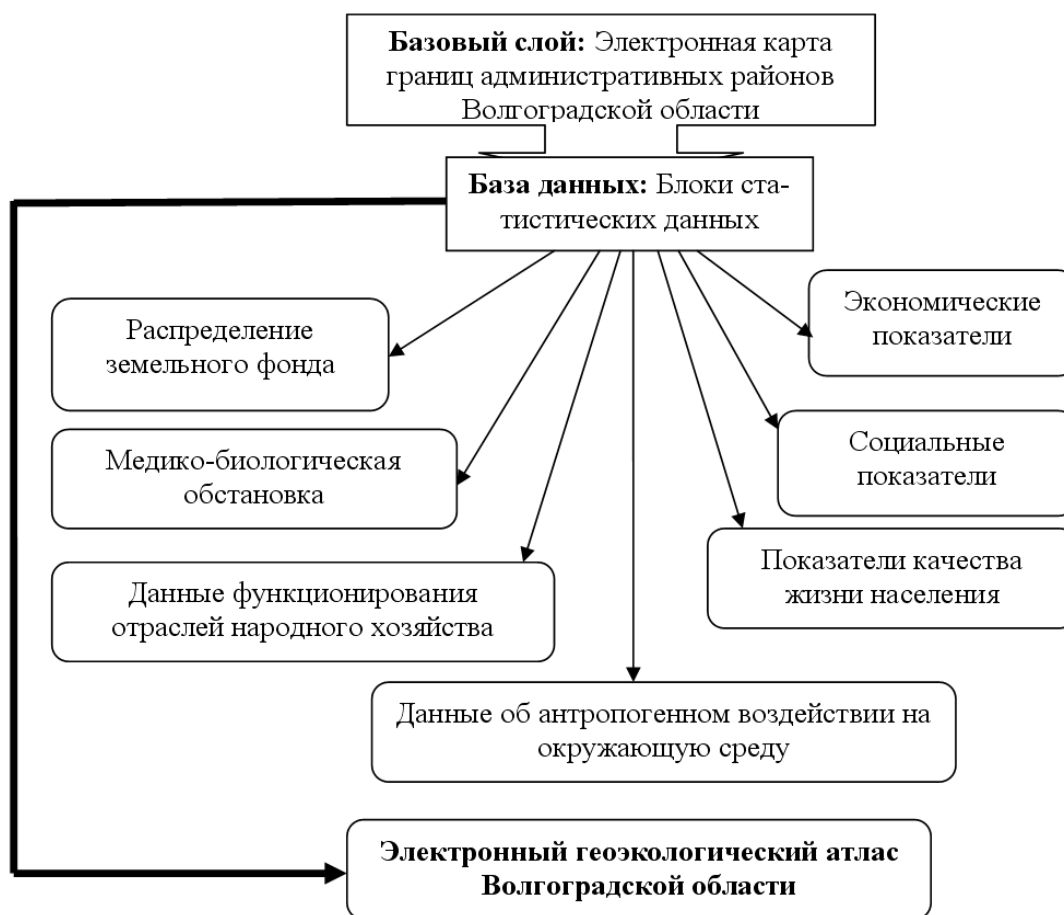 Базовый слой: Электронная карта
границ административных районов
Волгоградской области
База данных: Блоки ста-
тистических данных
Распределение
земельного фонда
Экономические
показатели
Медико-биологическая
обстановка
Социальные
показатели
Данные функционирования
отраслей народного хозяйства
Показатели качества
жизни населения
Данные об антропогенном воздействии на
окружающую среду
Электронный геоэкологический атлас
Волгоградской области